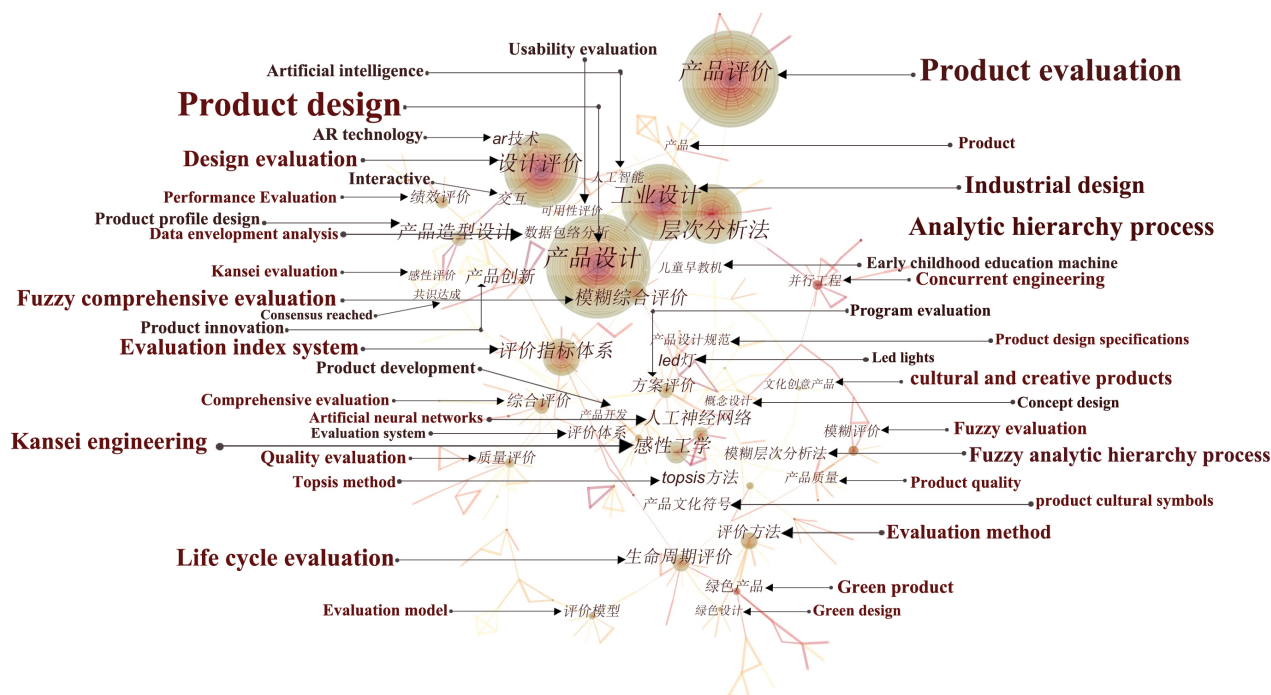 Usability evaluation
产品评价
Product evaluation
Artificial intelligence
Product design
AR technology
ar技术
产品
Product
Design evaluation
设计评价
人工智能
Interactive.
工业设计
Industrial design
Performance Evaluation
绩效评价
交互
可用性评价
Product profile design
产品造型设计
数据包络分析
层次分析法
Analytic hierarchy process
Data envelopment analysis
产品设计
儿童早教机
Early childhood education machine
Kansei evaluation
感性评价
产品创新
并行工程
Concurrent engineering
Fuzzy comprehensive evaluation
共识达成
模糊综合评价
Consensus reached
Program evaluation
Product innovation
产品设计规范
Product design specifications
Evaluation index system
评价指标体系
led灯
Led lights
Product development
方案评价
文化创意产品
cultural and creative products
Comprehensive evaluation
综合评价
产品开发
概念设计
Concept design
Artificial neural networks
人工神经网络
Evaluation system
评价体系
模糊评价
Fuzzy evaluation
Kansei engineering
感性工学
模糊层次分析法
Fuzzy analytic hierarchy process
Quality evaluation
质量评价
Topsis method
topsis方法
产品质量
Product quality
产品文化符号
product cultural symbols
评价方法
Evaluation method
Life cycle evaluation
生命周期评价
绿色产品
Green product
Evaluation model
评价模型
绿色设计
Green design